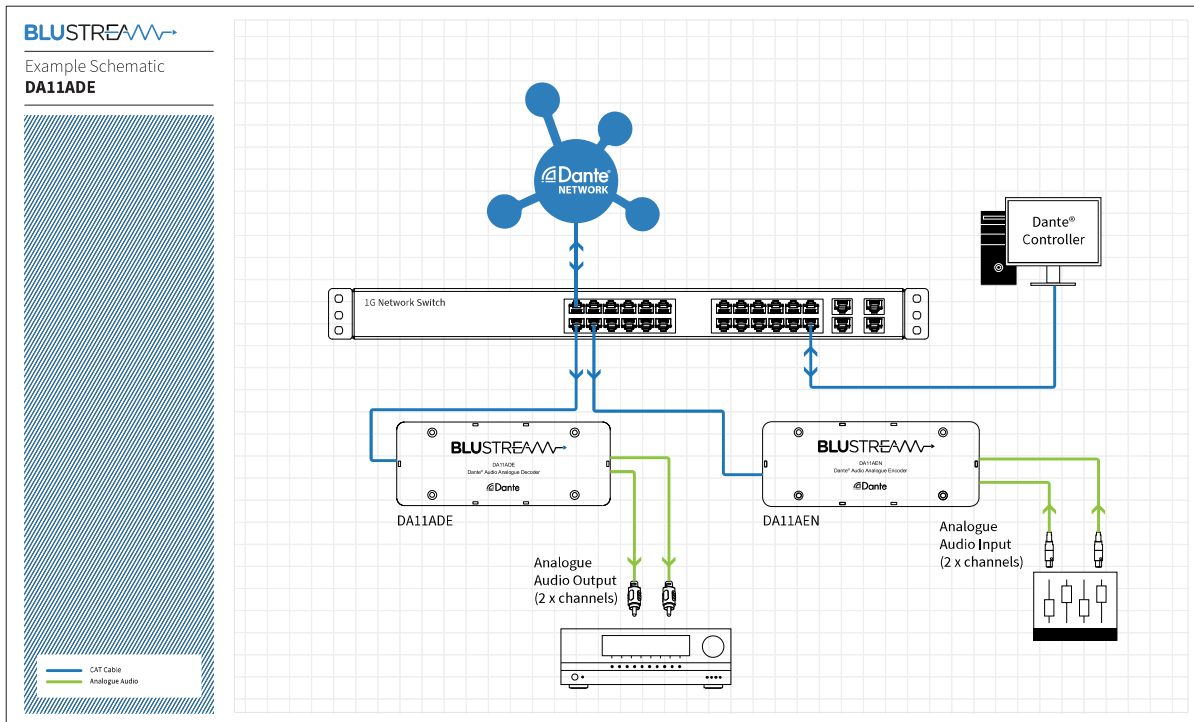 BLUSTREAM
Example Schematic
DA11ADE
Dante®
NETWORK
Dante®
Controller
1G Network Switch
BLUSTREAM
DA11ADE
Dante® Audio Analogue Decoder
Dante
DA11ADE
BLUSTREAM
DA11AEN
Dante® Audio Analogue Encoder
Dante
DA11AEN
Analogue
Audio Output
(2 x channels)
Analogue
Audio Input
(2 x channels)
CAT Cable
Analogue Audio